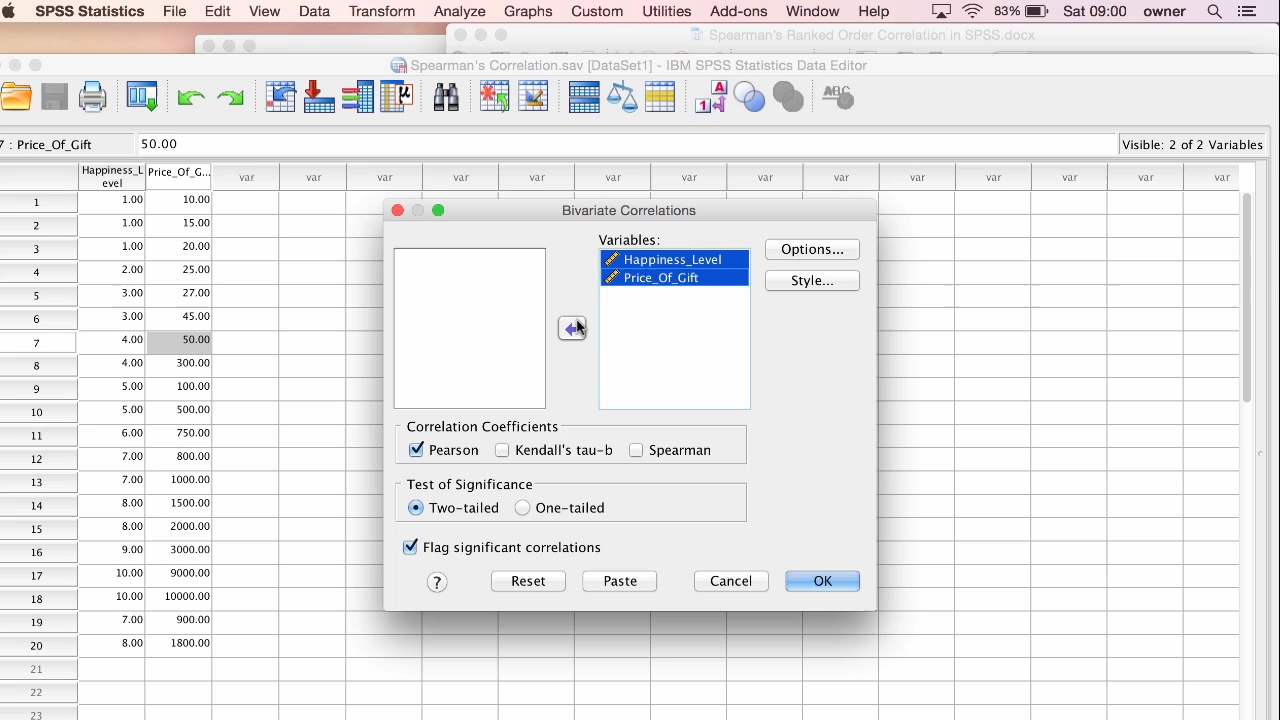 SPSS Statistics File Edit View Data Transform Analyze Graphs Custom Utilities Add-ons Window Help 83% Sat 09:00 owner
Spearman's Ranked Order Correlation in SPSS.docx
Spearman's Correlation.sav [DataSet1] - IBM SPSS Statistics Data Editor
7 : Price_Of_Gift 50.00 Visible: 2 of 2 Variables
Happiness_L
evel Price_Of_G... var var var var var var var var var var var var var var
1 1.00 10.00
2 1.00 15.00
3 1.00 20.00
4 2.00 25.00
5 3.00 27.00
6 3.00 45.00
7 4.00 50.00
8 4.00 300.00
9 5.00 100.00
10 5.00 500.00
11 6.00 750.00
12 7.00 800.00
13 7.00 1000.00
14 8.00 1500.00
15 8.00 2000.00
16 9.00 3000.00
17 10.00 9000.00
18 10.00 10000.00
19 7.00 900.00
20 8.00 1800.00
21
22
23
Bivariate Correlations
Variables:
Happiness_Level
Price_Of_Gift
Options...
Style...
Correlation Coefficients
Pearson Kendall's tau-b Spearman
Test of Significance
Two-tailed One-tailed
Flag significant correlations
? Reset Paste Cancel OK